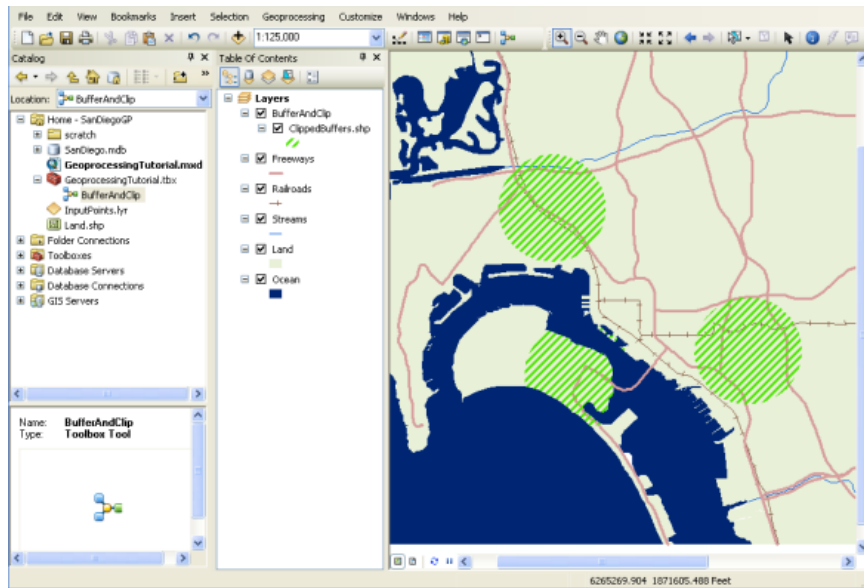 File Edit View Bookmarks Insert Selection Geoprocessing Customize Windows Help
1:125,000
Catalog
Table Of Contents
Location: BufferAndClip
Home - SanDiegoGP
scratch
SanDiego.mdb
GeoprocessingTutorial.mxd
GeoprocessingTutorial.tbx
BufferAndClip
InputPoints.lyr
Land.shp
Folder Connections
Toolboxes
Database Servers
Database Connections
GIS Servers
Layers
BufferAndClip
ClippedBuffers.shp
Freeways
Railroads
Streams
Land
Ocean
Name: BufferAndClip
Type: Toolbox Tool
6265269.904 1871605.488 Feet